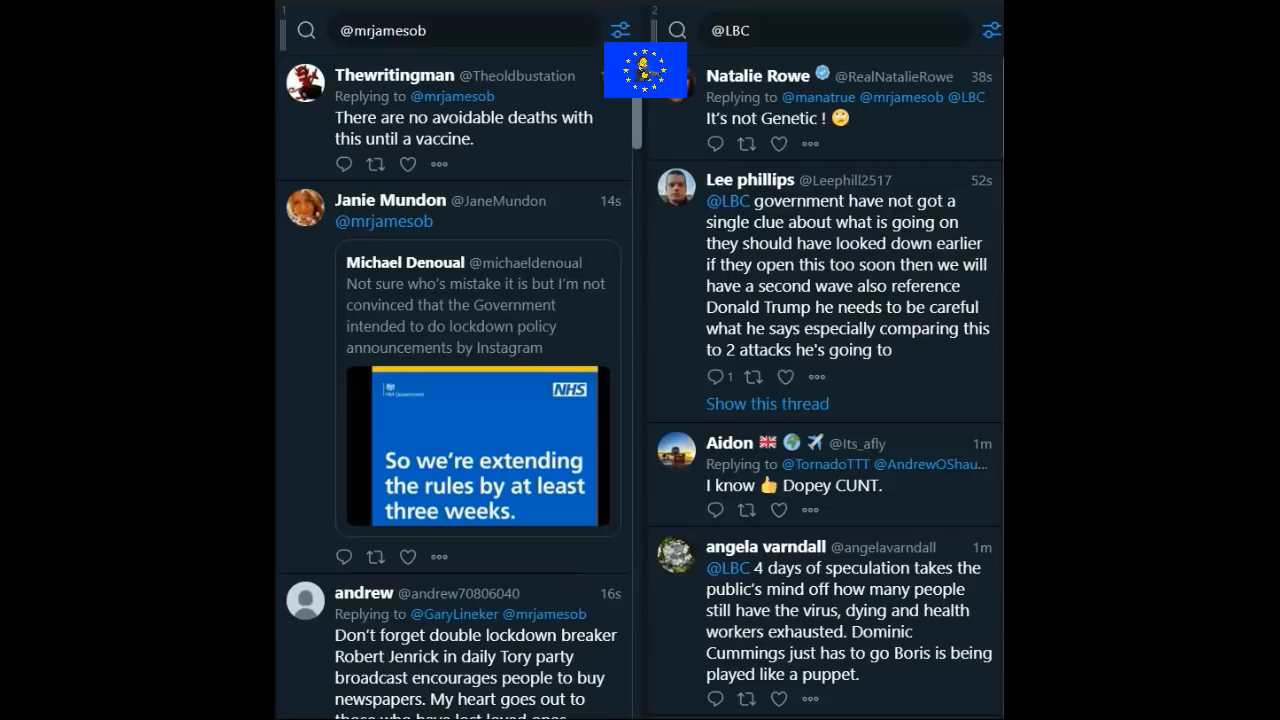 1
@mrjamesob
Thewritingman @Theoldbustation
Replying to @mrjamesob
There are no avoidable deaths with
this until a vaccine.
Janie Mundon @JaneMundon 14s
@mrjamesob
Michael Denoual @michaeldenoual
Not sure who's mistake it is but I'm not
convinced that the Government
intended to do lockdown policy
announcements by Instagram
HM Government
NHS
So we're extending
the rules by at least
three weeks.
andrew @andrew70806040 16s
Replying to @GaryLineker @mrjamesob
Don't forget double lockdown breaker
Robert Jenrick in daily Tory party
broadcast encourages people to buy
newspapers. My heart goes out to
those who have lost loved ones
2
@LBC
Natalie Rowe @RealNatalieRowe 38s
Replying to @manatrue @mrjamesob @LBC
It's not Genetic ! 🙄
Lee phillips @Leephill2517 52s
@LBC government have not got a
single clue about what is going on
they should have looked down earlier
if they open this too soon then we will
have a second wave also reference
Donald Trump he needs to be careful
what he says especially comparing this
to 2 attacks he's going to
1
Show this thread
Aidon 🇬🇧 🌍 ✈️ @Its_afly 1m
Replying to @TornadoTTT @AndrewOShau...
I know 👍 Dopey CUNT.
angela varndall @angelavarndall 1m
@LBC 4 days of speculation takes the
public's mind off how many people
still have the virus, dying and health
workers exhausted. Dominic
Cummings just has to go Boris is being
played like a puppet.